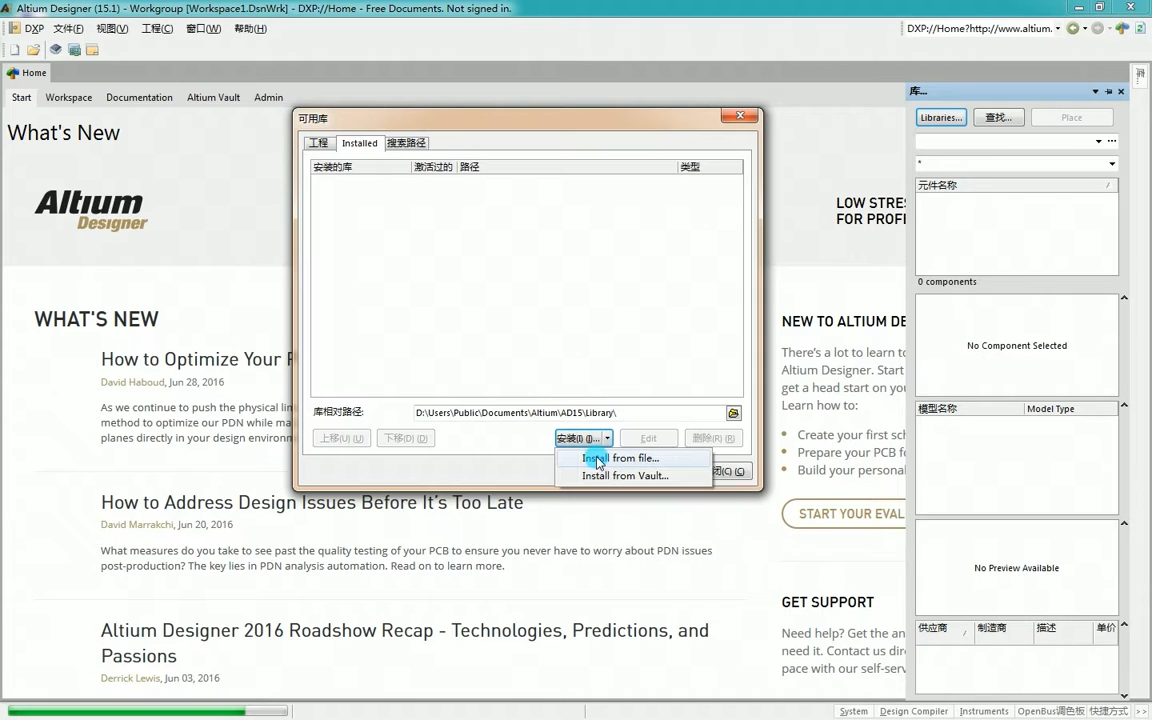 Altium Designer (15.1) - Workgroup [Workspace1.DsnWrk] - DXP://Home - Free Documents. Not signed in.
DXP 文件(F) 视图(V) 工程(C) 窗口(W) 帮助(H)
DXP://Home?http://www.altium.
Home
Start Workspace Documentation Altium Vault Admin
What's New
Altium
Designer
LOW STRES
FOR PROFE
WHAT'S NEW
How to Optimize Your P
David Haboud, Jun 28, 2016
As we continue to push the physical lin
method to optimize our PDN while mai
planes directly in your design environm
How to Address Design Issues Before It's Too Late
David Marrakchi, Jun 20, 2016
What measures do you take to see past the quality testing of your PCB to ensure you never have to worry about PDN issues
post-production? The key lies in PDN analysis automation. Read on to learn more.
Altium Designer 2016 Roadshow Recap - Technologies, Predictions, and
Passions
Derrick Lewis, Jun 03, 2016
NEW TO ALTIUM DE
There's a lot to learn to
Altium Designer. Start
get a head start on you
Learn how to:
Create your first sch
Prepare your PCB f
Build your personal
START YOUR EVAL
GET SUPPORT
Need help? Get the an
need it. Contact us dir
pace with our self-serv
可用库
工程 Installed 搜索路径
安装的库 激活过的 路径 类型
库相对路径: D:\Users\Public\Documents\Altium\AD15\Library\
上移(U) (U) 下移(D) (D) 安装(I) (I)... Edit 删除(R) (R)
Install from file...
Install from Vault...
闭(C) (C)
库...
Libraries... 查找... Place
*
元件名称
0 components
No Component Selected
模型名称 Model Type
No Preview Available
供应商 制造商 描述 单价
System Design Compiler Instruments OpenBus调色板 快捷方式 >>